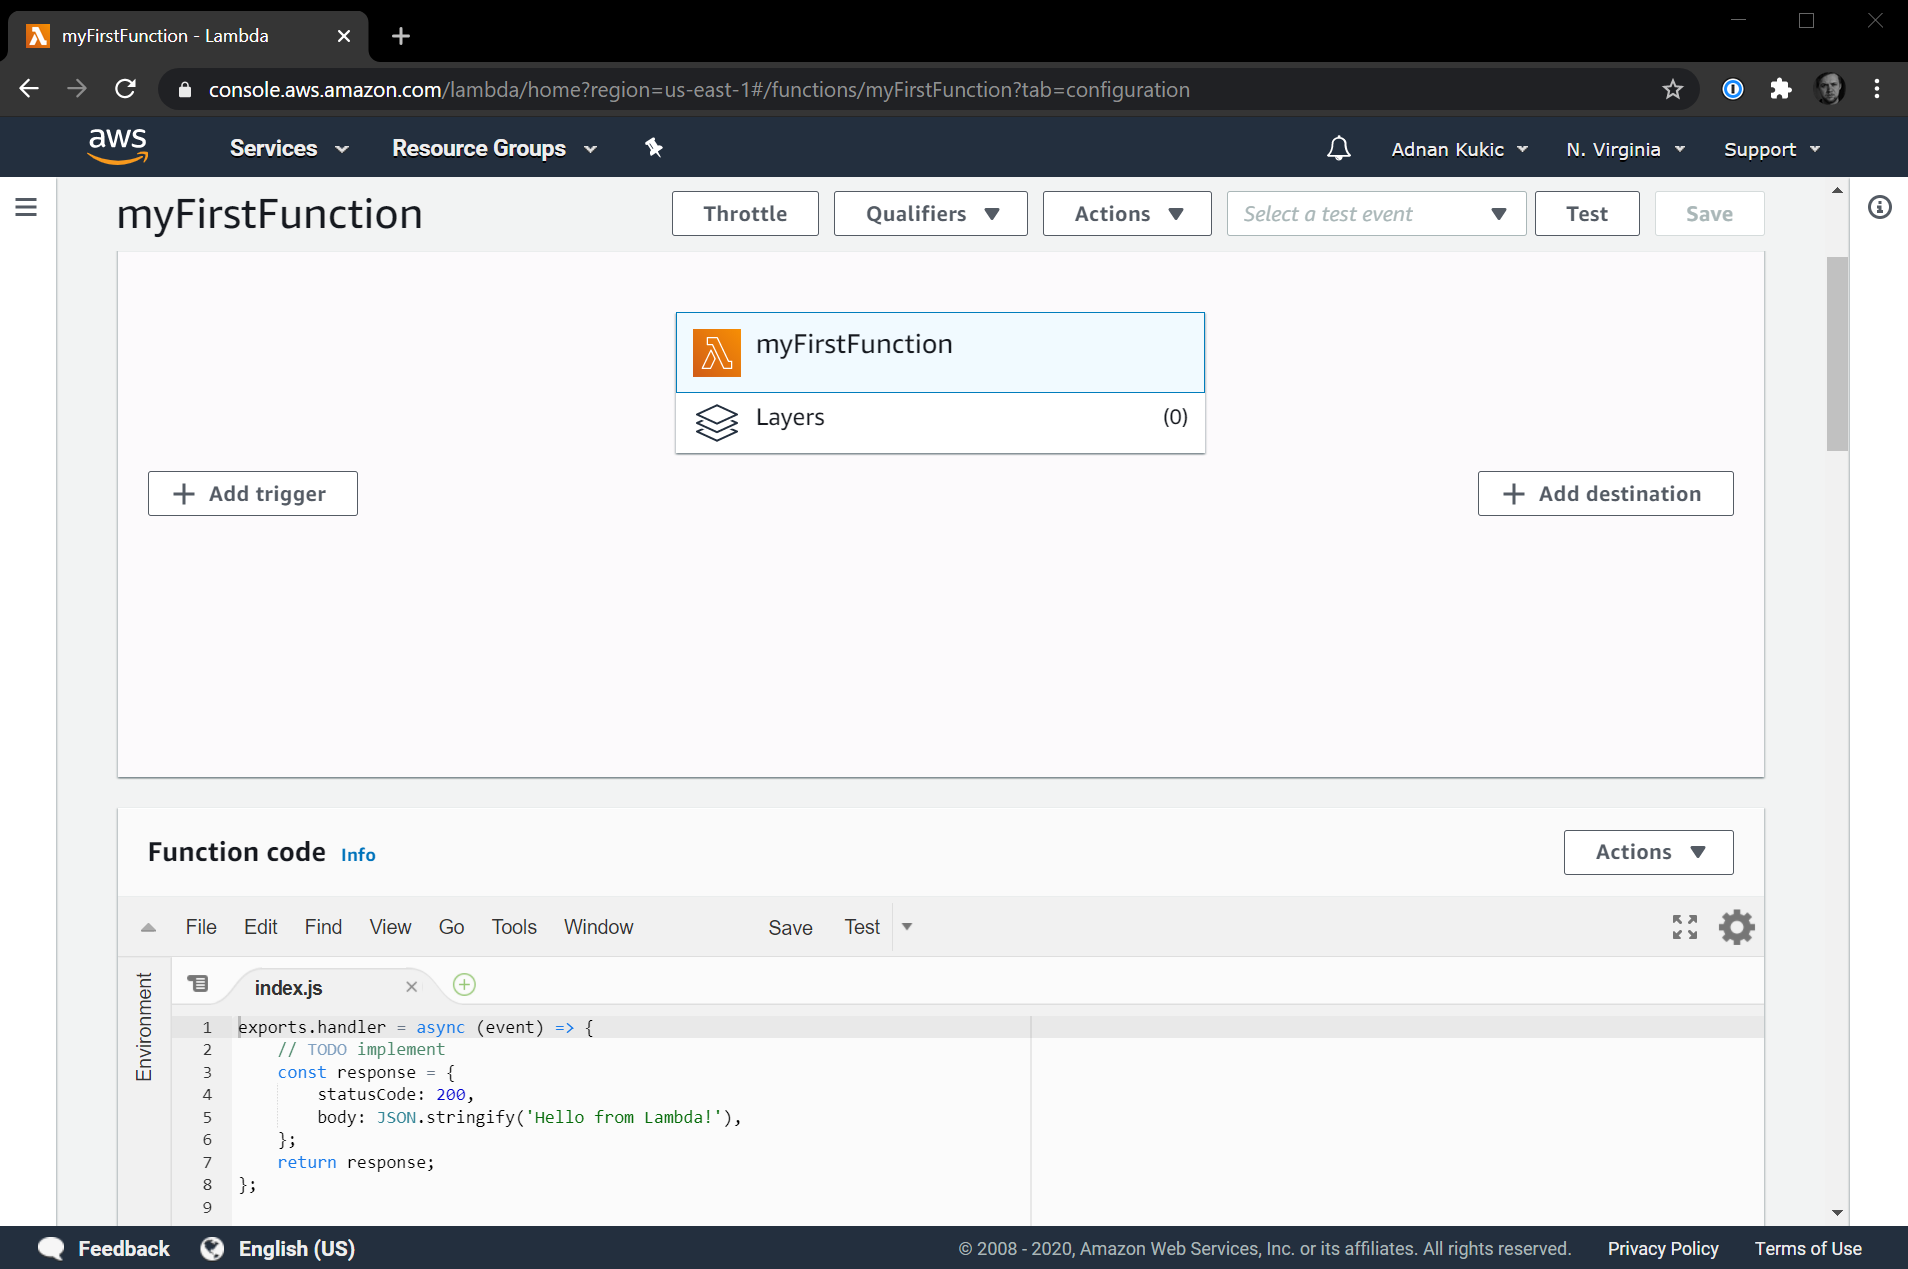 myFirstFunction - Lambda
console.aws.amazon.com/lambda/home?region=us-east-1#/functions/myFirstFunction?tab=configuration
aws Services Resource Groups Adnan Kukic N. Virginia Support
myFirstFunction Throttle Qualifiers Actions Select a test event Test Save
myFirstFunction
Layers (0)
+ Add trigger + Add destination
Function code Info Actions
File Edit Find View Go Tools Window Save Test
Environment
index.js
1 exports.handler = async (event) => {
2     // TODO implement
3     const response = {
4         statusCode: 200,
5         body: JSON.stringify('Hello from Lambda!'),
6     };
7     return response;
8 };
9
Feedback English (US) © 2008 - 2020, Amazon Web Services, Inc. or its affiliates. All rights reserved. Privacy Policy Terms of Use